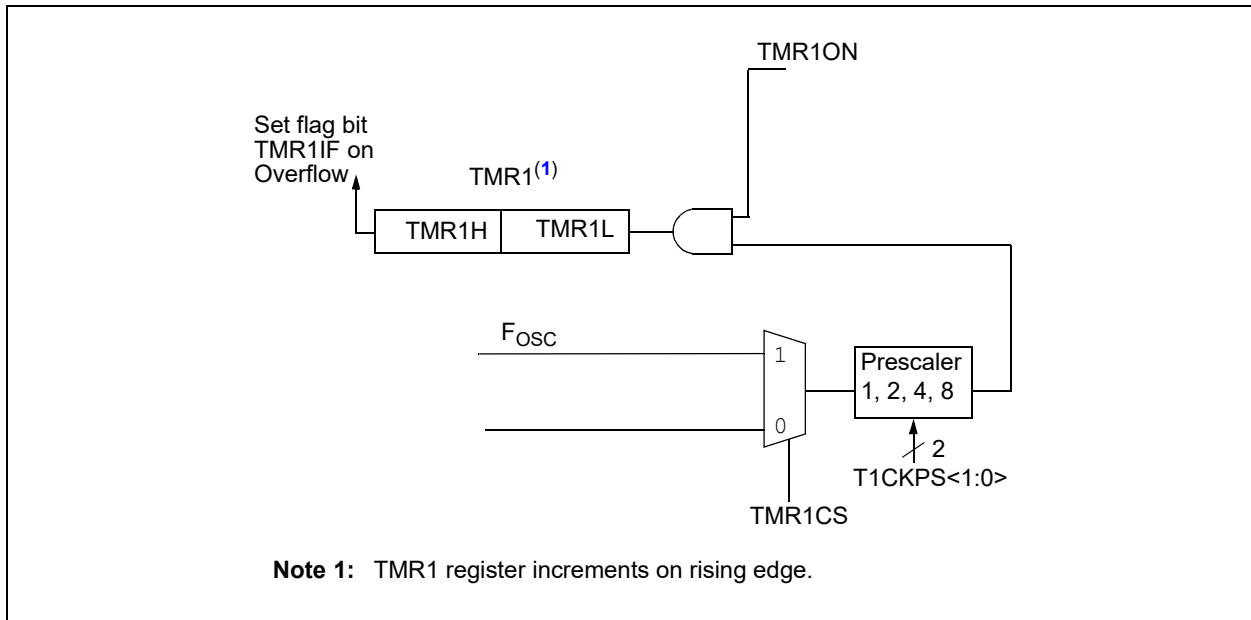 TMR1ON
Set flag bit
TMR1IF on
Overflow
TMR1(1)
TMR1H
TMR1L
FOSC
1
Prescaler
1, 2, 4, 8
0
2
T1CKPS<1:0>
TMR1CS
Note 1: TMR1 register increments on rising edge.